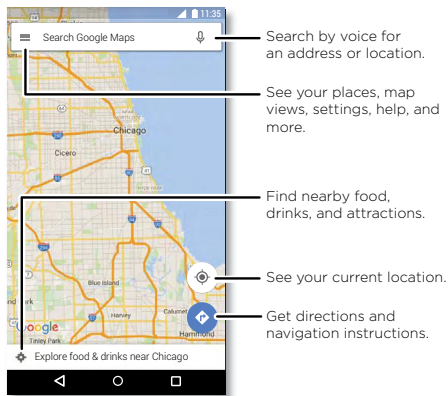 11:35
Search Google Maps
Search by voice for
an address or location.
See your places, map
views, settings, help, and
more.
64
Chicago
Cicero
41
Find nearby food,
drinks, and attractions.
See your current location.
Blue Island
Harvey
Calumet
Get directions and
navigation instructions.
Google
Hammond
Tinley Park
Explore food & drinks near Chicago